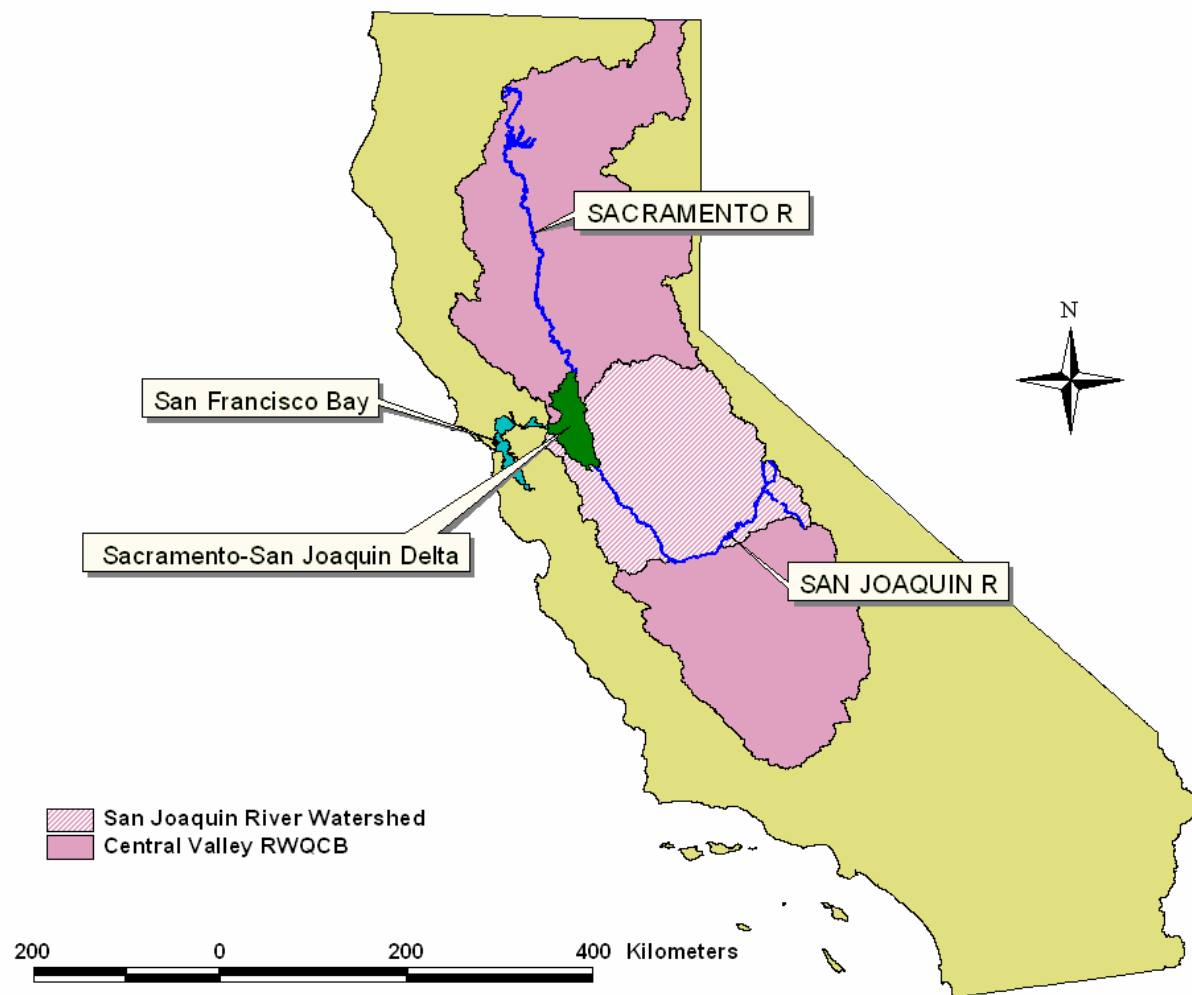 SACRAMENTO R
N
San Francisco Bay
Sacramento-San Joaquin Delta
SAN JOAQUIN R
San Joaquin River Watershed
Central Valley RWQCB
200 0 200 400 Kilometers